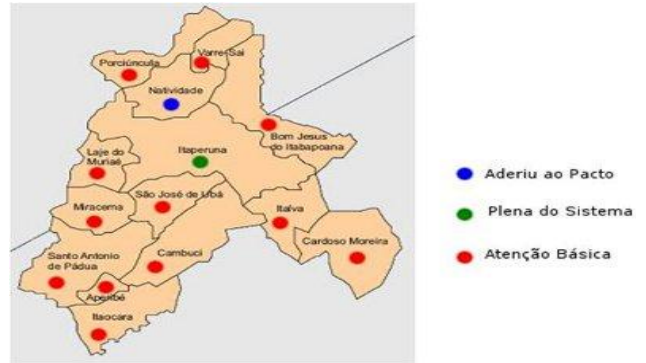 Varre-Sai
Porciúncula
Natividade
Bom Jesus
do Itabapoana
Itaperuna
Laje do
Muriaé
São José de Ubá
Miracema
Italva
Cardoso Moreira
Santo Antonio
de Pádua
Cambuci
Aperibé
Itaocara
Aderiu ao Pacto
Plena do Sistema
Atenção Básica